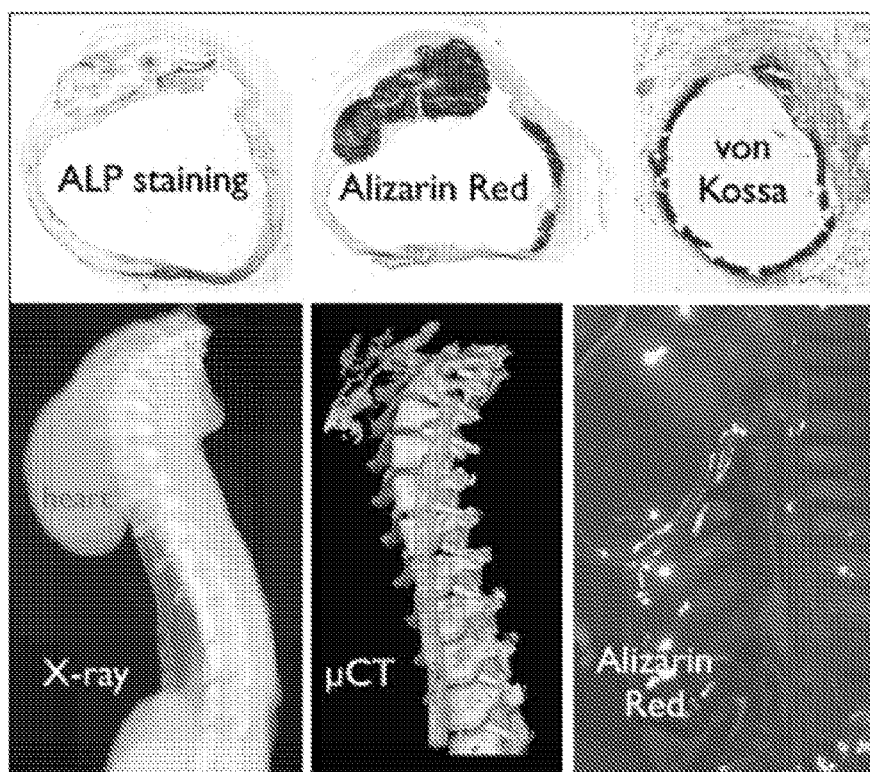 ALP staining
Alizarin Red
von
Kossa
heart
X-ray
µCT
Alizarin
Red